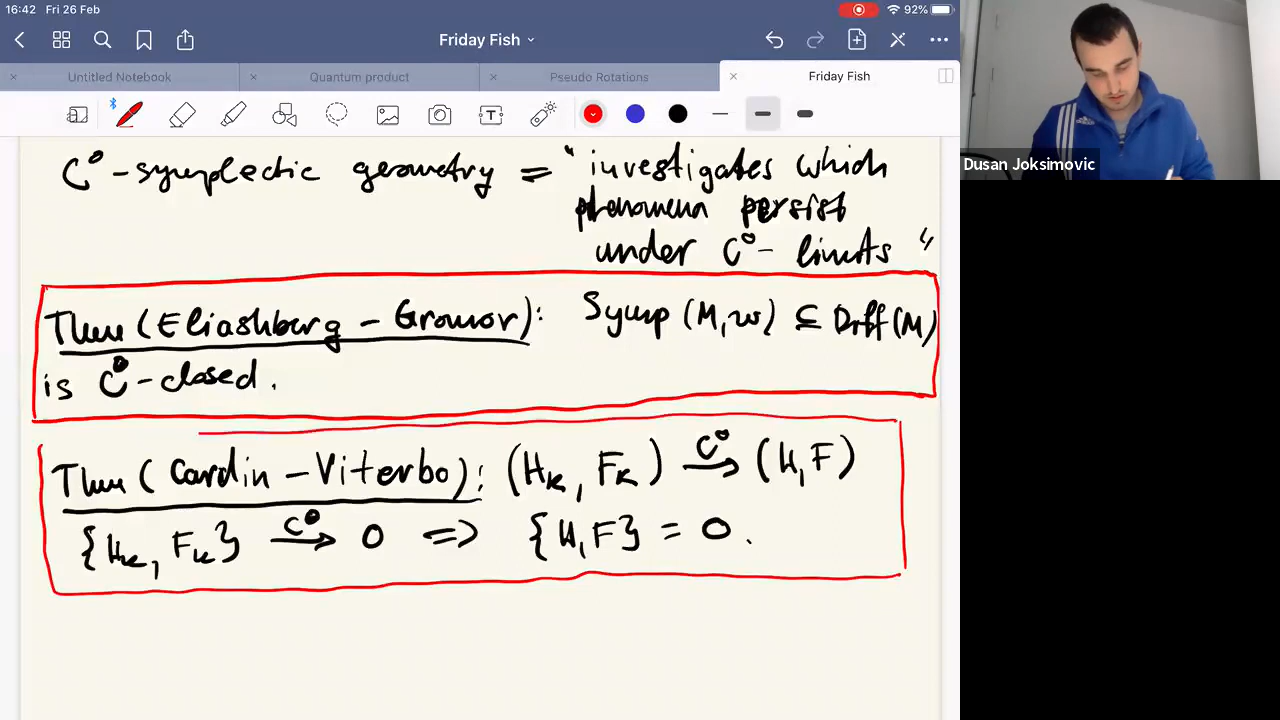 16:42 Fri 26 Feb
92%
Friday Fish
Untitled Notebook
Quantum product
Pseudo Rotations
Friday Fish
Dusan Joksimovic
C⁰-symplectic geometry = "investigates which
phenomena persist
under C⁰- limits"
Thm (Eliashberg - Gromov): Symp (M,ω) ⊆ Diff(M)
is C⁰-closed.
Thm (Cardin - Viterbo): (Hₖ, Fₖ) →^{C⁰} (H,F)
{Hₖ, Fₖ} →^{C⁰} 0 => {H,F} = 0.